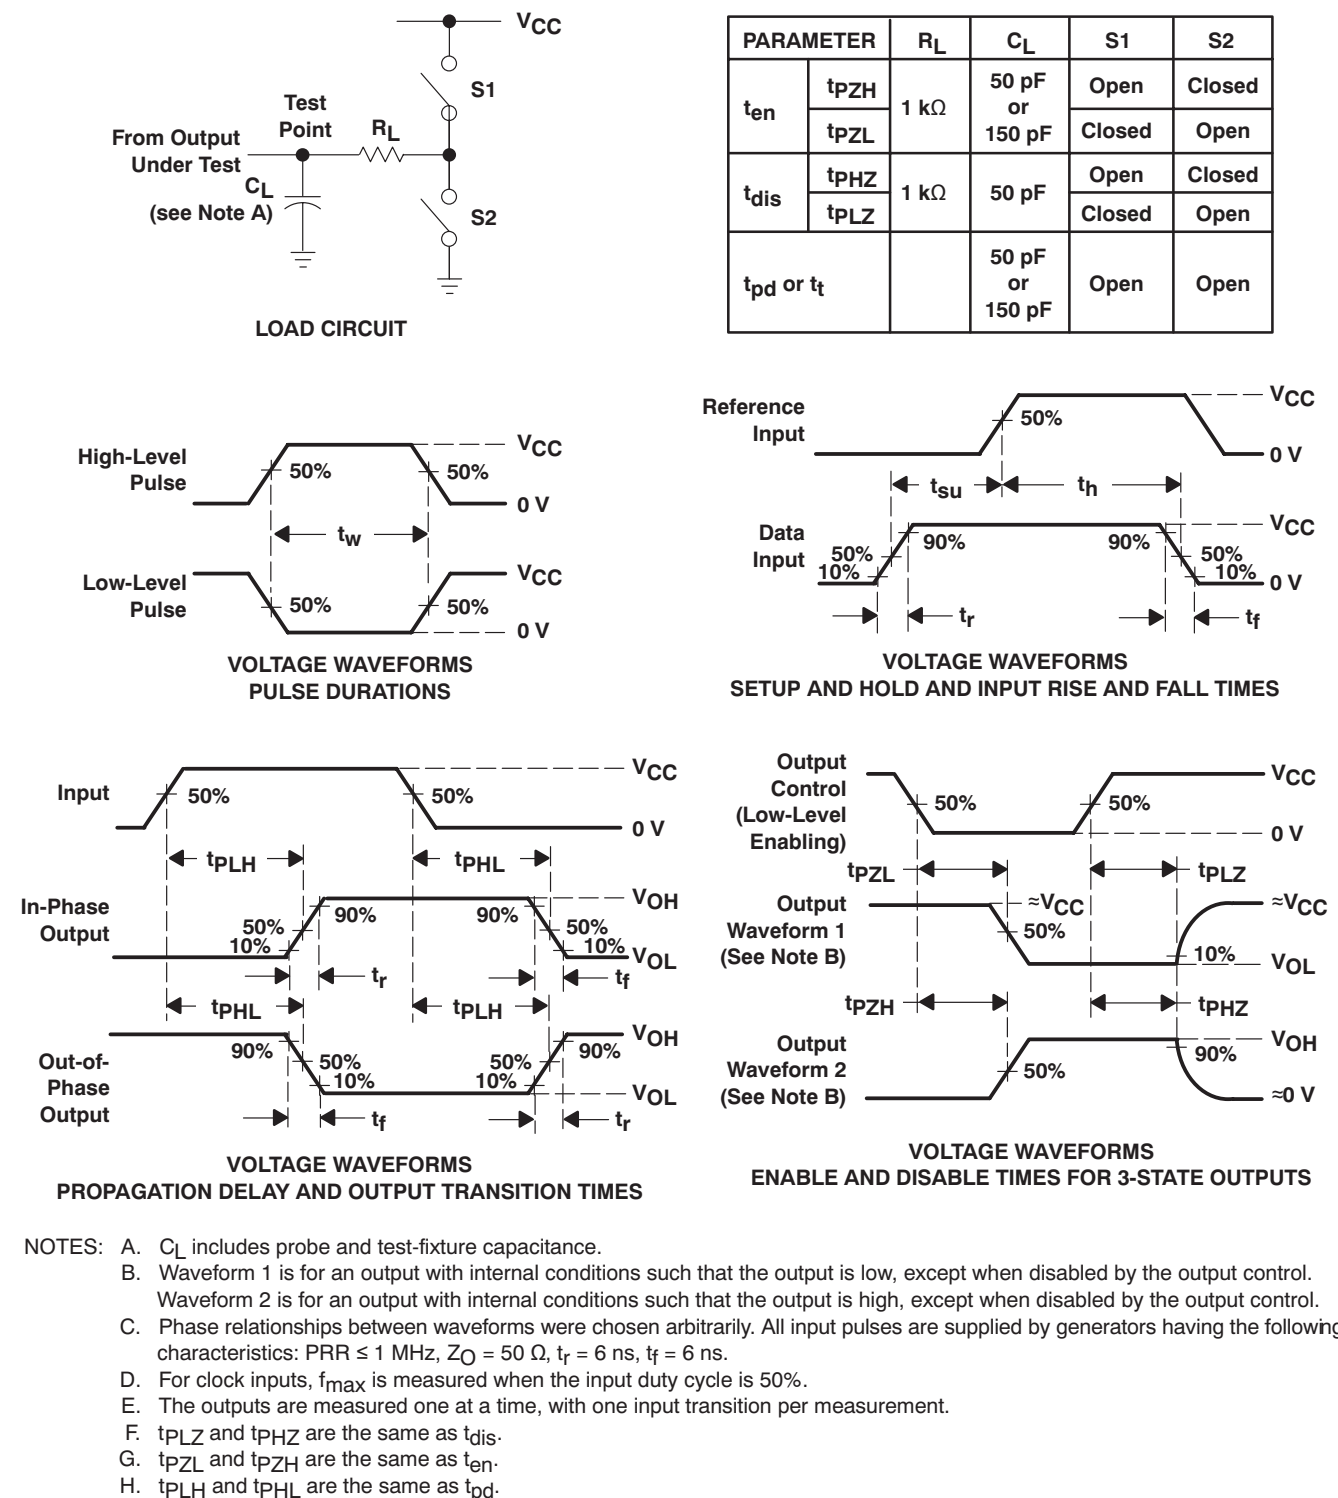 VCC
S1
Test
Point
RL
From Output
Under Test
CL
(see Note A)
S2
LOAD CIRCUIT
PARAMETER RL CL S1 S2
ten tPZH 1 kΩ 50 pF or 150 pF Open Closed
tPZL Closed Open
tdis tPHZ 1 kΩ 50 pF Open Closed
tPLZ Closed Open
tpd or tt 50 pF or 150 pF Open Open
High-Level
Pulse
50%
50%
VCC
0 V
tw
Low-Level
Pulse
50%
50%
VCC
0 V
VOLTAGE WAVEFORMS
PULSE DURATIONS
Reference
Input
50%
VCC
0 V
tsu
th
Data
Input
50%
10%
90%
90%
50%
10%
VCC
0 V
tr
tf
VOLTAGE WAVEFORMS
SETUP AND HOLD AND INPUT RISE AND FALL TIMES
Input
50%
50%
VCC
0 V
tPLH
tPHL
In-Phase
Output
50%
10%
90%
90%
50%
10%
VOH
VOL
tr
tf
tPHL
tPLH
Out-of-
Phase
Output
90%
50%
10%
50%
10%
90%
VOH
VOL
tf
tr
VOLTAGE WAVEFORMS
PROPAGATION DELAY AND OUTPUT TRANSITION TIMES
Output
Control
(Low-Level
Enabling)
50%
50%
VCC
0 V
tPZL
tPLZ
Output
Waveform 1
(See Note B)
≈VCC
50%
≈VCC
10%
VOL
tPZH
tPHZ
Output
Waveform 2
(See Note B)
50%
90%
VOH
≈0 V
VOLTAGE WAVEFORMS
ENABLE AND DISABLE TIMES FOR 3-STATE OUTPUTS
NOTES: A. CL includes probe and test-fixture capacitance.
B. Waveform 1 is for an output with internal conditions such that the output is low, except when disabled by the output control.
Waveform 2 is for an output with internal conditions such that the output is high, except when disabled by the output control.
C. Phase relationships between waveforms were chosen arbitrarily. All input pulses are supplied by generators having the following
characteristics: PRR ≤ 1 MHz, ZO = 50 Ω, tr = 6 ns, tf = 6 ns.
D. For clock inputs, fmax is measured when the input duty cycle is 50%.
E. The outputs are measured one at a time, with one input transition per measurement.
F. tPLZ and tPHZ are the same as tdis.
G. tPZL and tPZH are the same as ten.
H. tPLH and tPHL are the same as tpd.